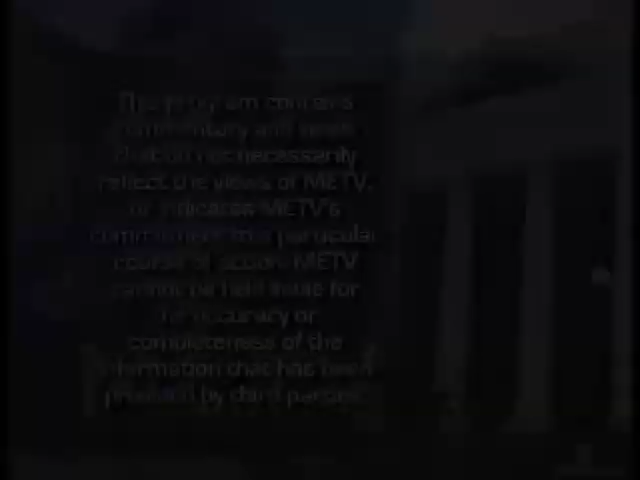 This program contains
commentary and views
that do not necessarily
reflect the views of METV,
or indicates METV's
commitment to a particular
course of action. METV
cannot be held liable for
the accuracy or
completeness of the
information that has been
provided by third parties.